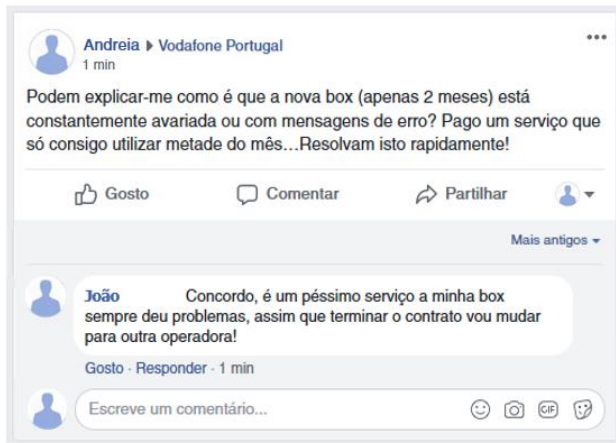 Andreia ▶ Vodafone Portugal
1 min
Podem explicar-me como é que a nova box (apenas 2 meses) está
constantemente avariada ou com mensagens de erro? Pago um serviço que
só consigo utilizar metade do mês…Resolvam isto rapidamente!
Gosto Comentar Partilhar
Mais antigos
João Concordo, é um péssimo serviço a minha box
sempre deu problemas, assim que terminar o contrato vou mudar
para outra operadora!
Gosto · Responder · 1 min
Escreve um comentário... GIF